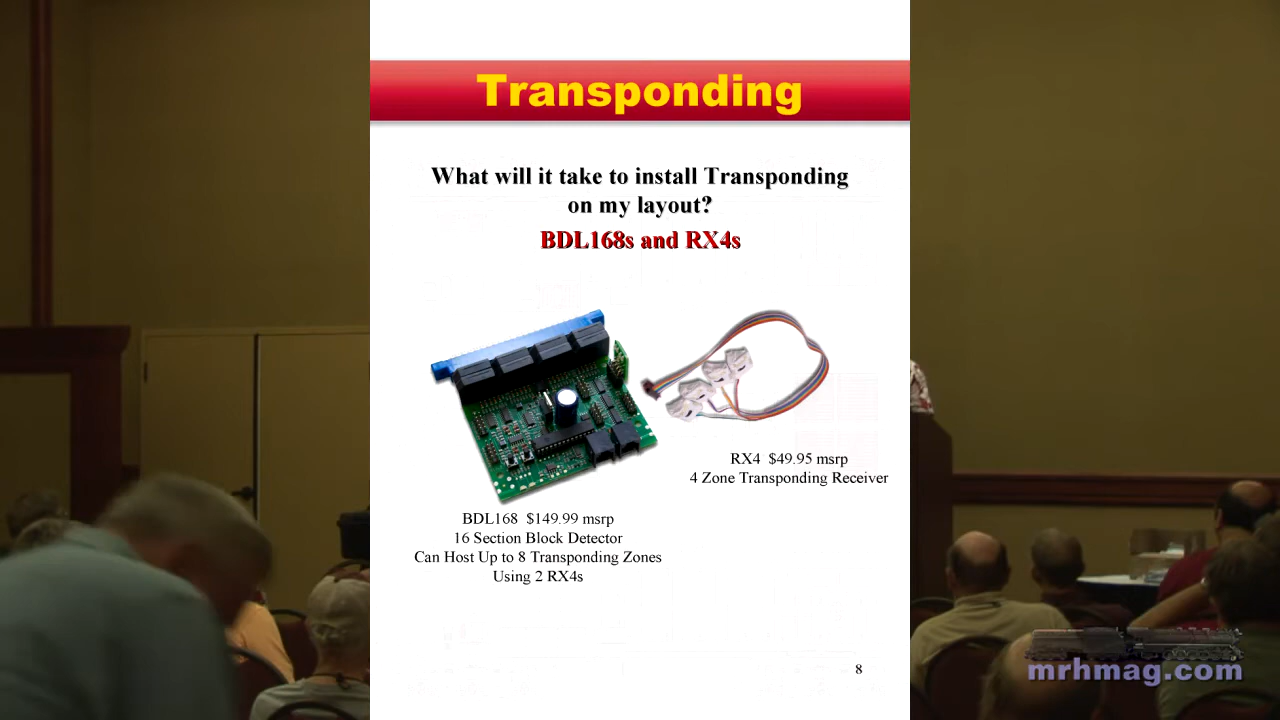 Transponding
What will it take to install Transponding
on my layout?
BDL168s and RX4s
RX4 $49.95 msrp
4 Zone Transponding Receiver
BDL168 $149.99 msrp
16 Section Block Detector
Can Host Up to 8 Transponding Zones
Using 2 RX4s
8
mrhmag.com